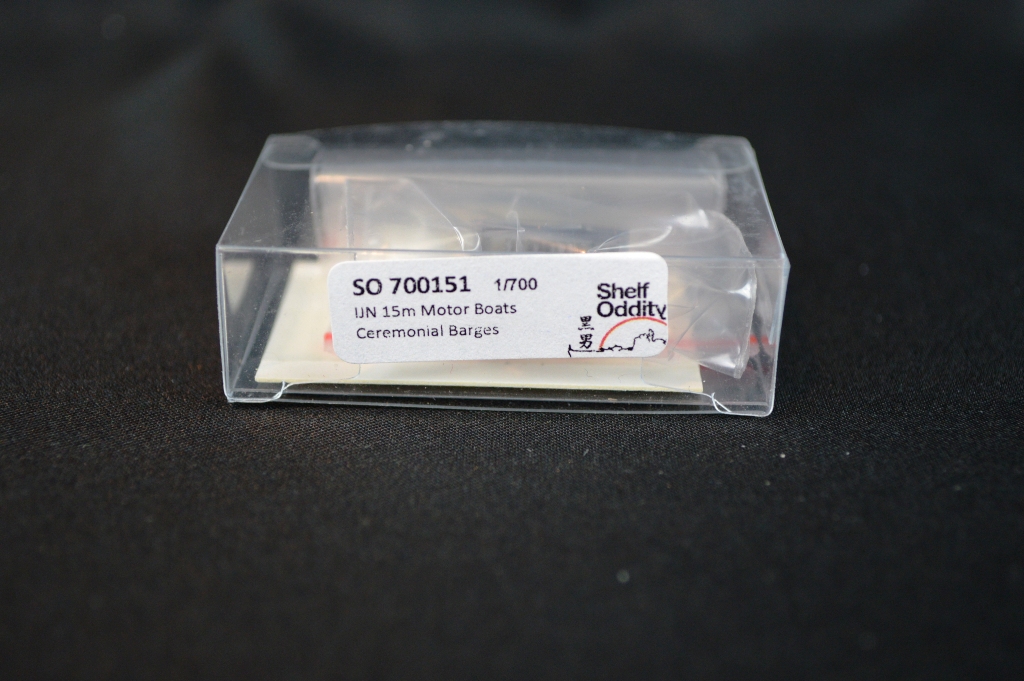 SO 700151 1/700
IJN 15m Motor Boats
Ceremonial Barges
Shelf
Oddity
黒
男